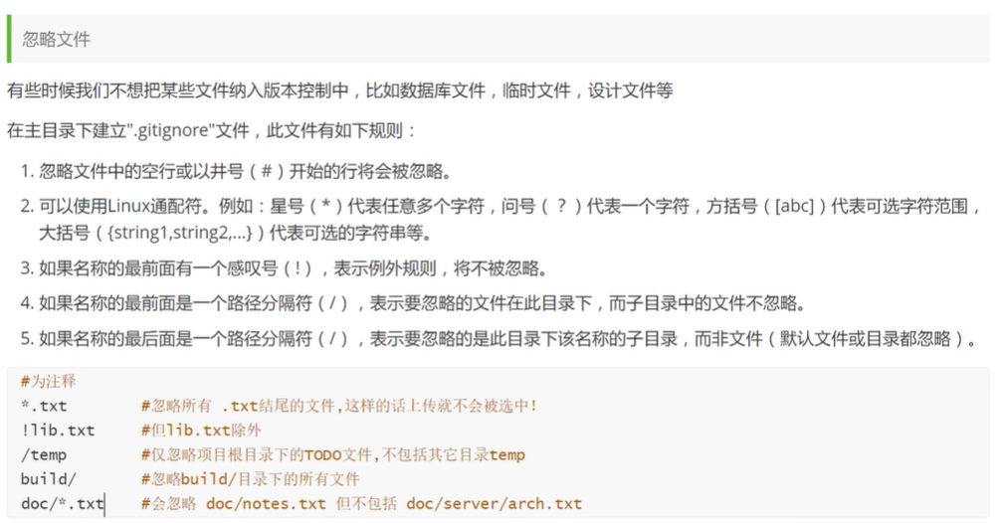 忽略文件
有些时候我们不想把某些文件纳入版本控制中，比如数据库文件，临时文件，设计文件等
在主目录下建立".gitignore"文件，此文件有如下规则：
1. 忽略文件中的空行或以井号（#）开始的行将会被忽略。
2. 可以使用Linux通配符。例如：星号（*）代表任意多个字符，问号（？）代表一个字符，方括号（[abc]）代表可选字符范围，
大括号（{string1,string2,...}）代表可选的字符串等。
3. 如果名称的最前面有一个感叹号（!），表示例外规则，将不被忽略。
4. 如果名称的最前面是一个路径分隔符（/），表示要忽略的文件在此目录下，而子目录中的文件不忽略。
5. 如果名称的最后面是一个路径分隔符（/），表示要忽略的是此目录下该名称的子目录，而非文件（默认文件或目录都忽略）。
#为注释
*.txt #忽略所有 .txt结尾的文件,这样的话上传就不会被选中!
!lib.txt #但lib.txt除外
/temp #仅忽略项目根目录下的TODO文件,不包括其它目录temp
build/ #忽略build/目录下的所有文件
doc/*.txt #会忽略 doc/notes.txt 但不包括 doc/server/arch.txt